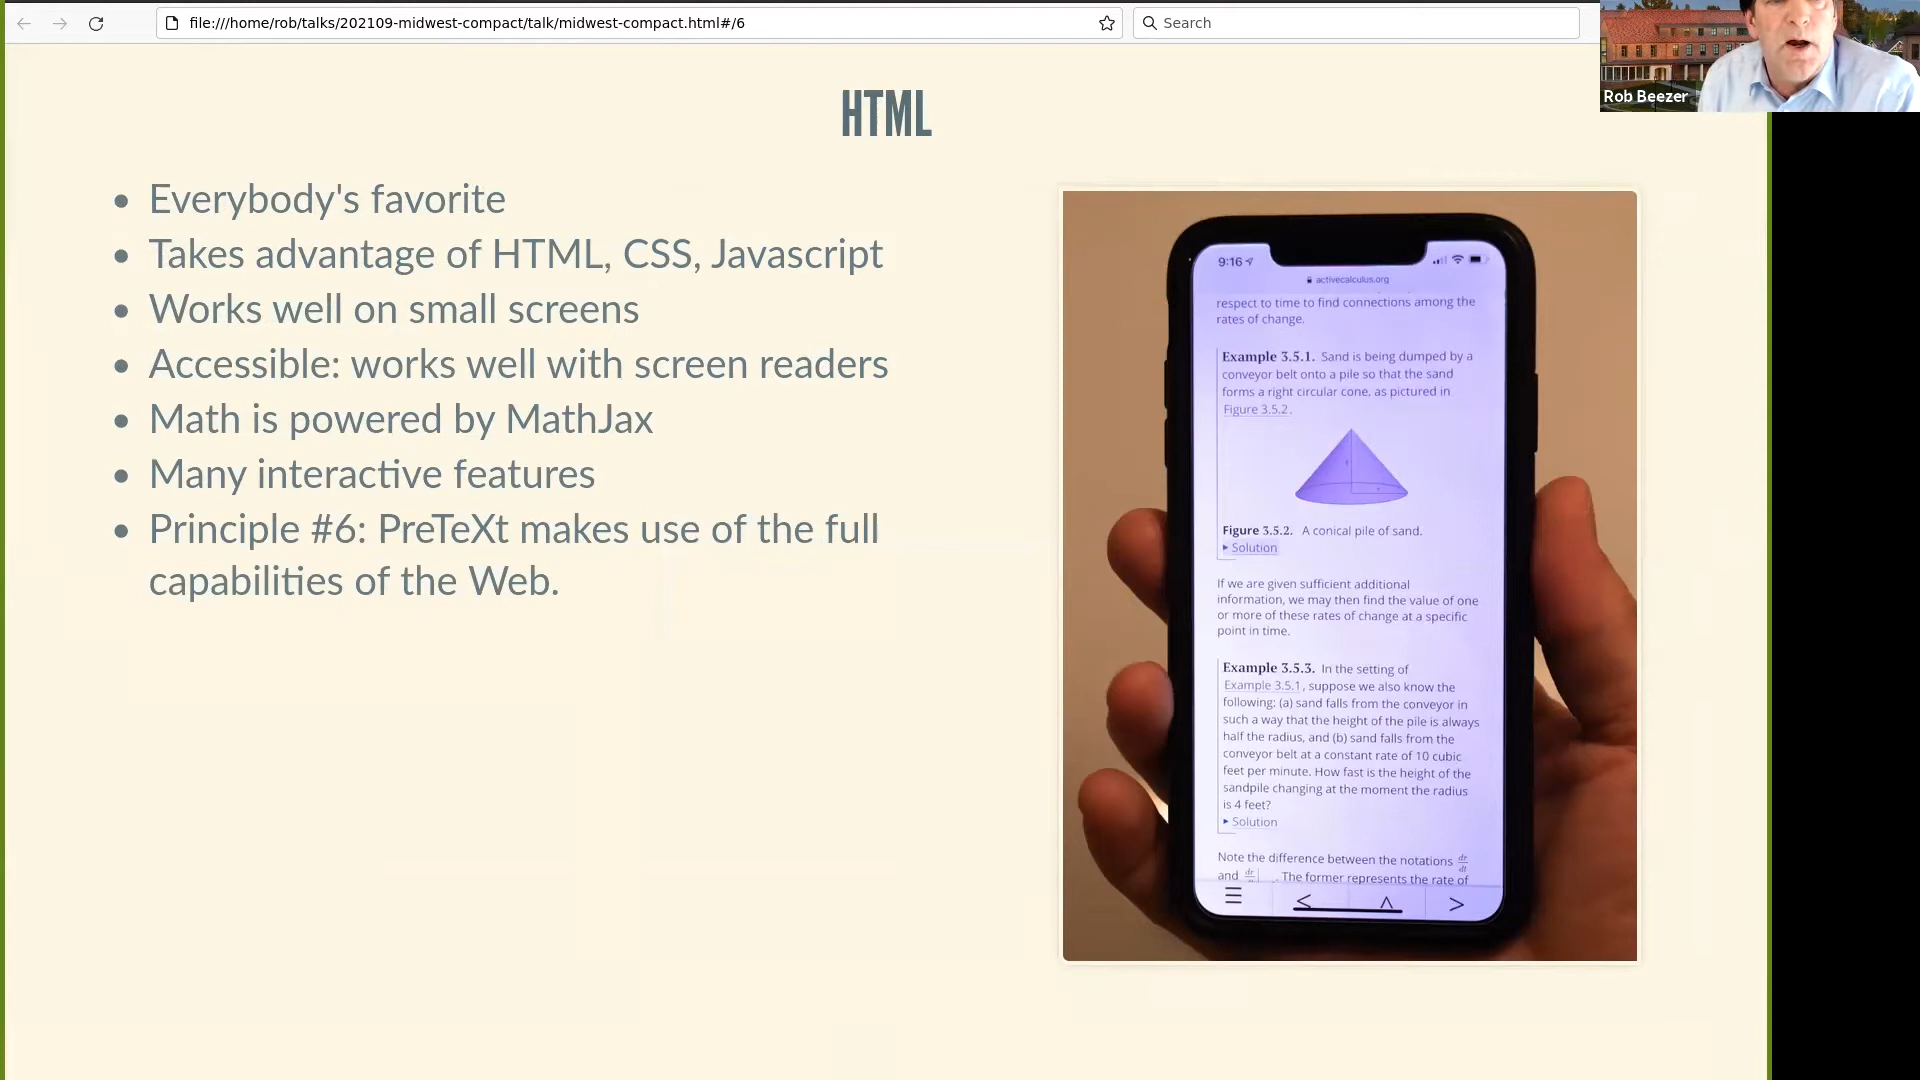 file:///home/rob/talks/202109-midwest-compact/talk/midwest-compact.html#/6
Search
Rob Beezer
HTML
Everybody's favorite
Takes advantage of HTML, CSS, Javascript
Works well on small screens
Accessible: works well with screen readers
Math is powered by MathJax
Many interactive features
Principle #6: PreTeXt makes use of the full
capabilities of the Web.
9:16
activecalculus.org
respect to time to find connections among the
rates of change.
Example 3.5.1. Sand is being dumped by a
conveyor belt onto a pile so that the sand
forms a right circular cone, as pictured in
Figure 3.5.2.
Figure 3.5.2. A conical pile of sand.
Solution
If we are given sufficient additional
information, we may then find the value of one
or more of these rates of change at a specific
point in time.
Example 3.5.3. In the setting of
Example 3.5.1, suppose we also know the
following: (a) sand falls from the conveyor in
such a way that the height of the pile is always
half the radius, and (b) sand falls from the
conveyor belt at a constant rate of 10 cubic
feet per minute. How fast is the height of the
sandpile changing at the moment the radius
is 4 feet?
Solution
Note the difference between the notations dr/dt
and The former represents the rate of